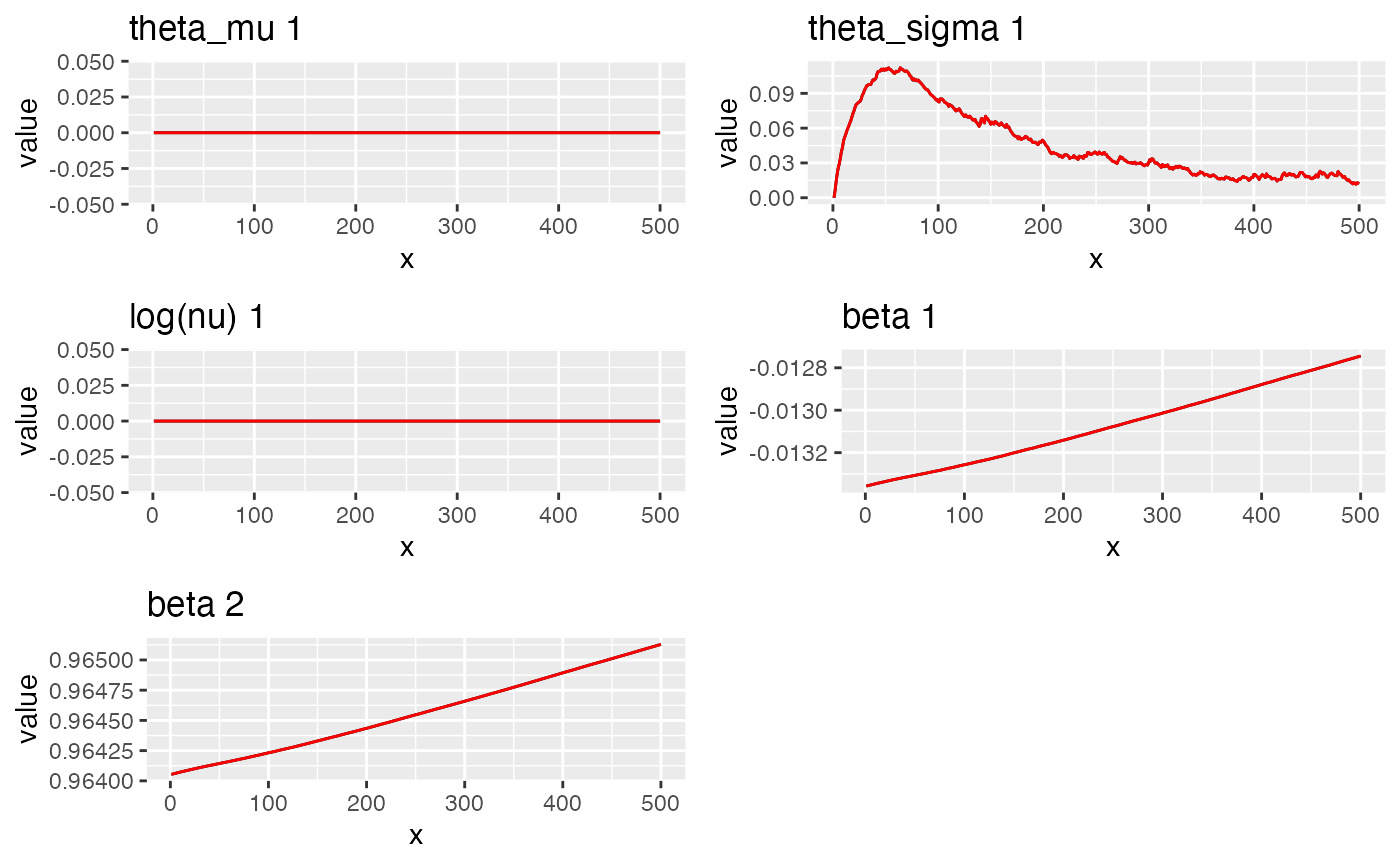 theta_mu 1
value
0.050
0.025
0.000
-0.025
-0.050
0 100 200 300 400 500
x
theta_sigma 1
value
0.09
0.06
0.03
0.00
0 100 200 300 400 500
x
log(nu) 1
value
0.050
0.025
0.000
-0.025
-0.050
0 100 200 300 400 500
x
beta 1
value
-0.0128
-0.0130
-0.0132
0 100 200 300 400 500
x
beta 2
value
0.96500
0.96475
0.96450
0.96425
0.96400
0 100 200 300 400 500
x